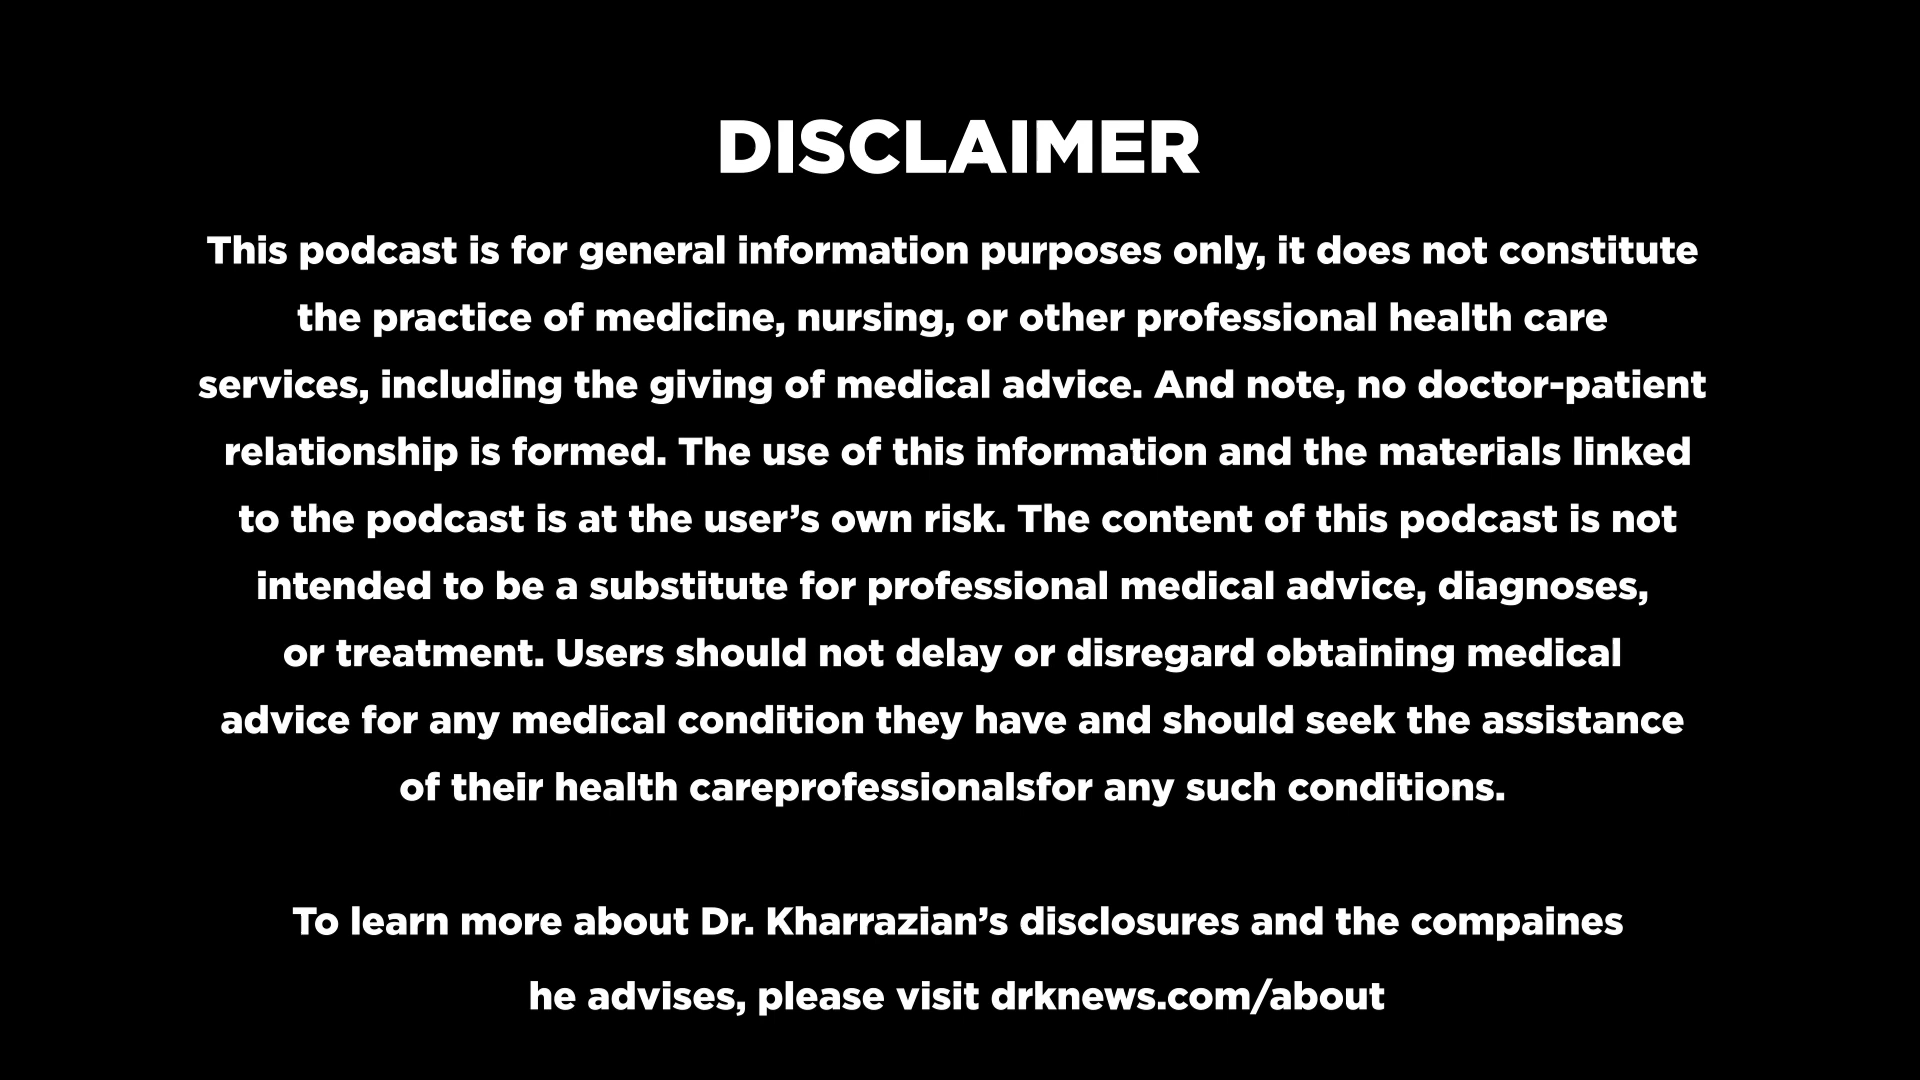 DISCLAIMER
This podcast is for general information purposes only, it does not constitute
the practice of medicine, nursing, or other professional health care
services, including the giving of medical advice. And note, no doctor-patient
relationship is formed. The use of this information and the materials linked
to the podcast is at the user’s own risk. The content of this podcast is not
intended to be a substitute for professional medical advice, diagnoses,
or treatment. Users should not delay or disregard obtaining medical
advice for any medical condition they have and should seek the assistance
of their health careprofessionalsfor any such conditions.
To learn more about Dr. Kharrazian’s disclosures and the compaines
he advises, please visit drknews.com/about